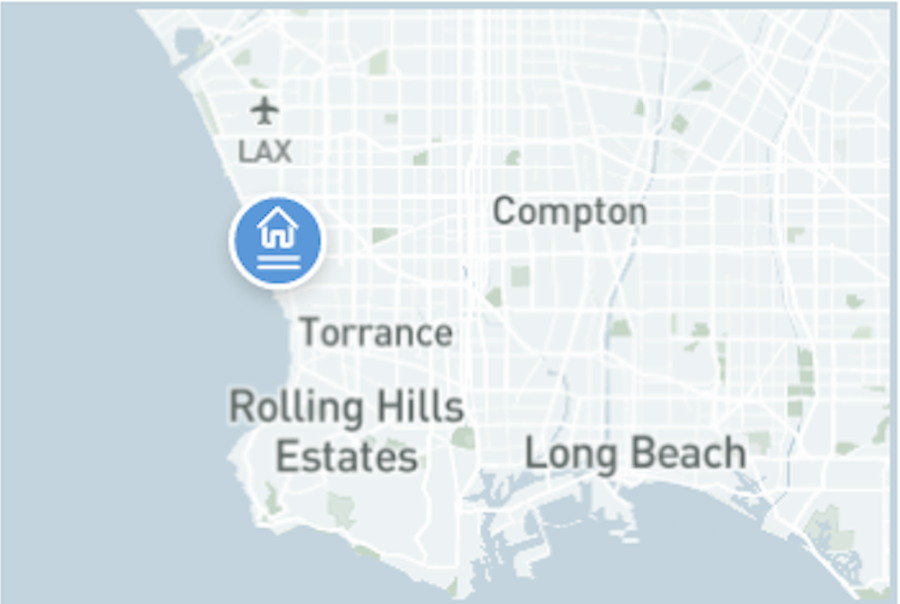 LAX
Compton
Torrance
Rolling Hills
Estates
Long Beach